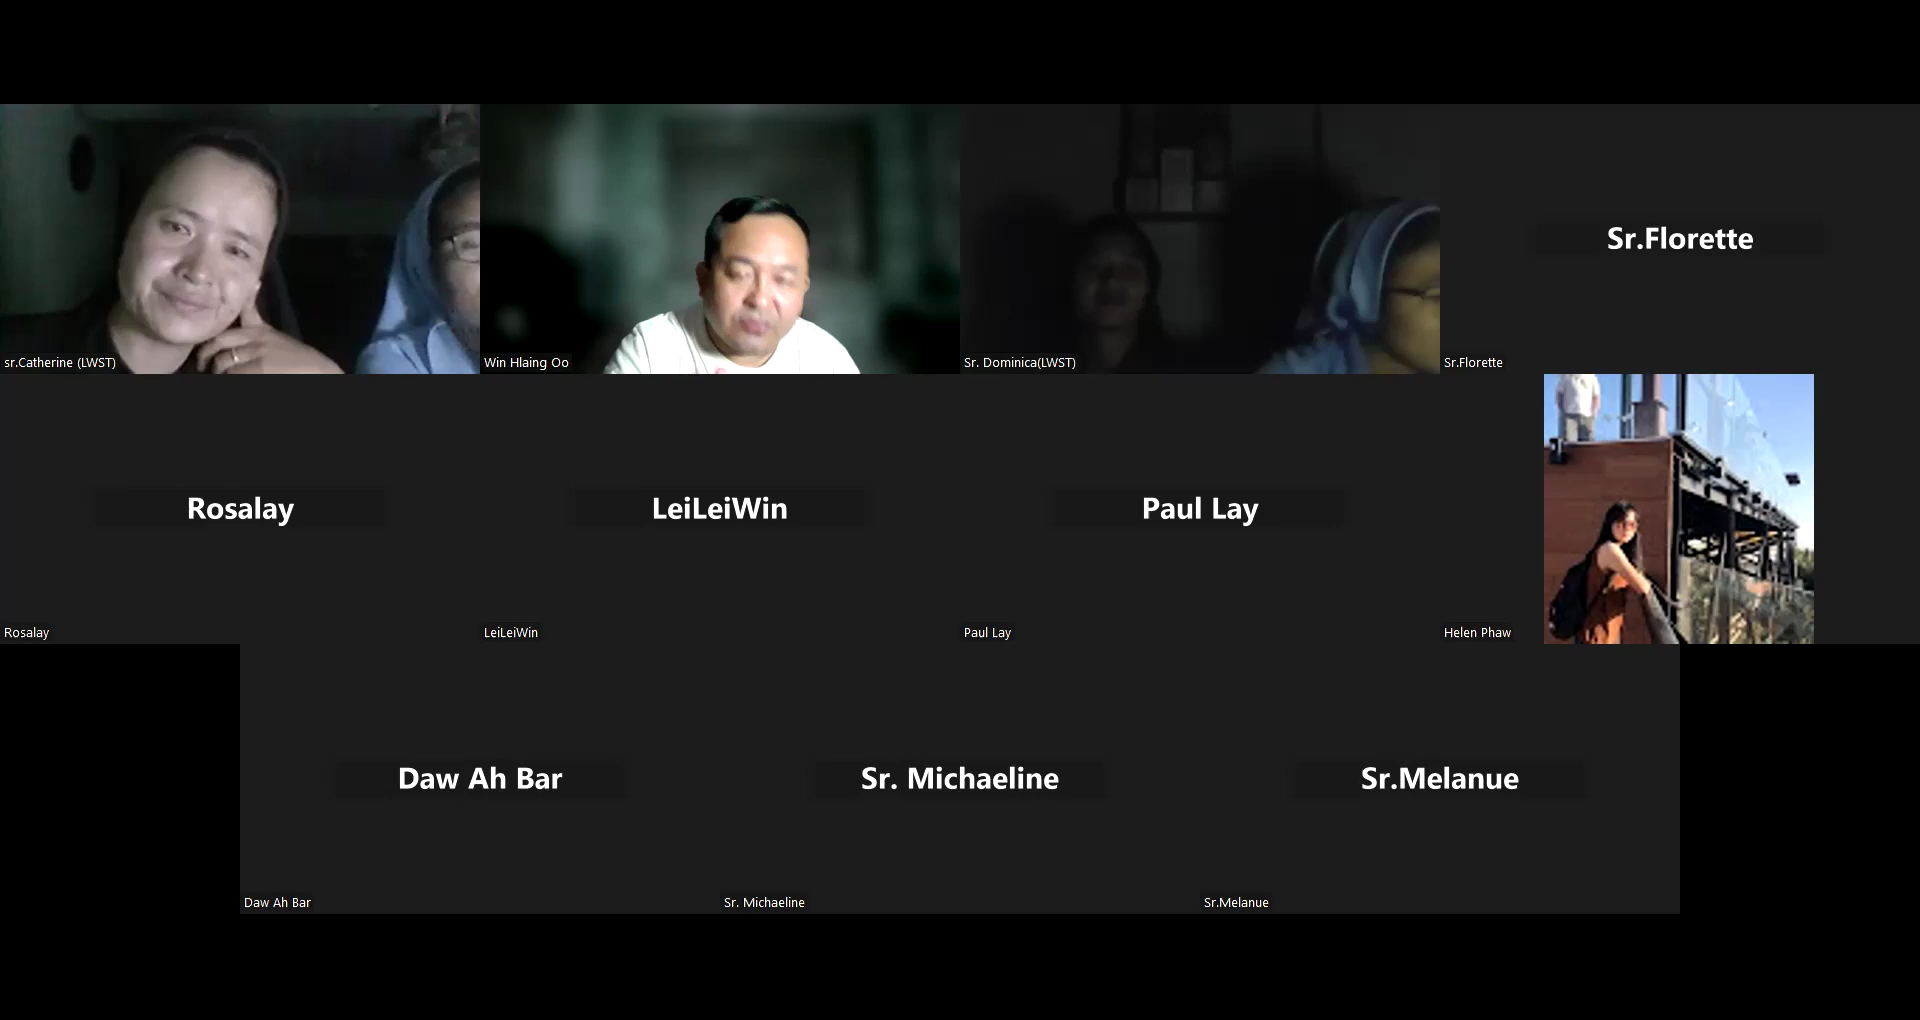 sr.Catherine (LWST)
Win Hlaing Oo
Sr. Dominica(LWST)
Sr.Florette
Sr.Florette
Rosalay
Rosalay
LeiLeiWin
LeiLeiWin
Paul Lay
Paul Lay
Helen Phaw
Daw Ah Bar
Daw Ah Bar
Sr. Michaeline
Sr. Michaeline
Sr.Melanue
Sr.Melanue